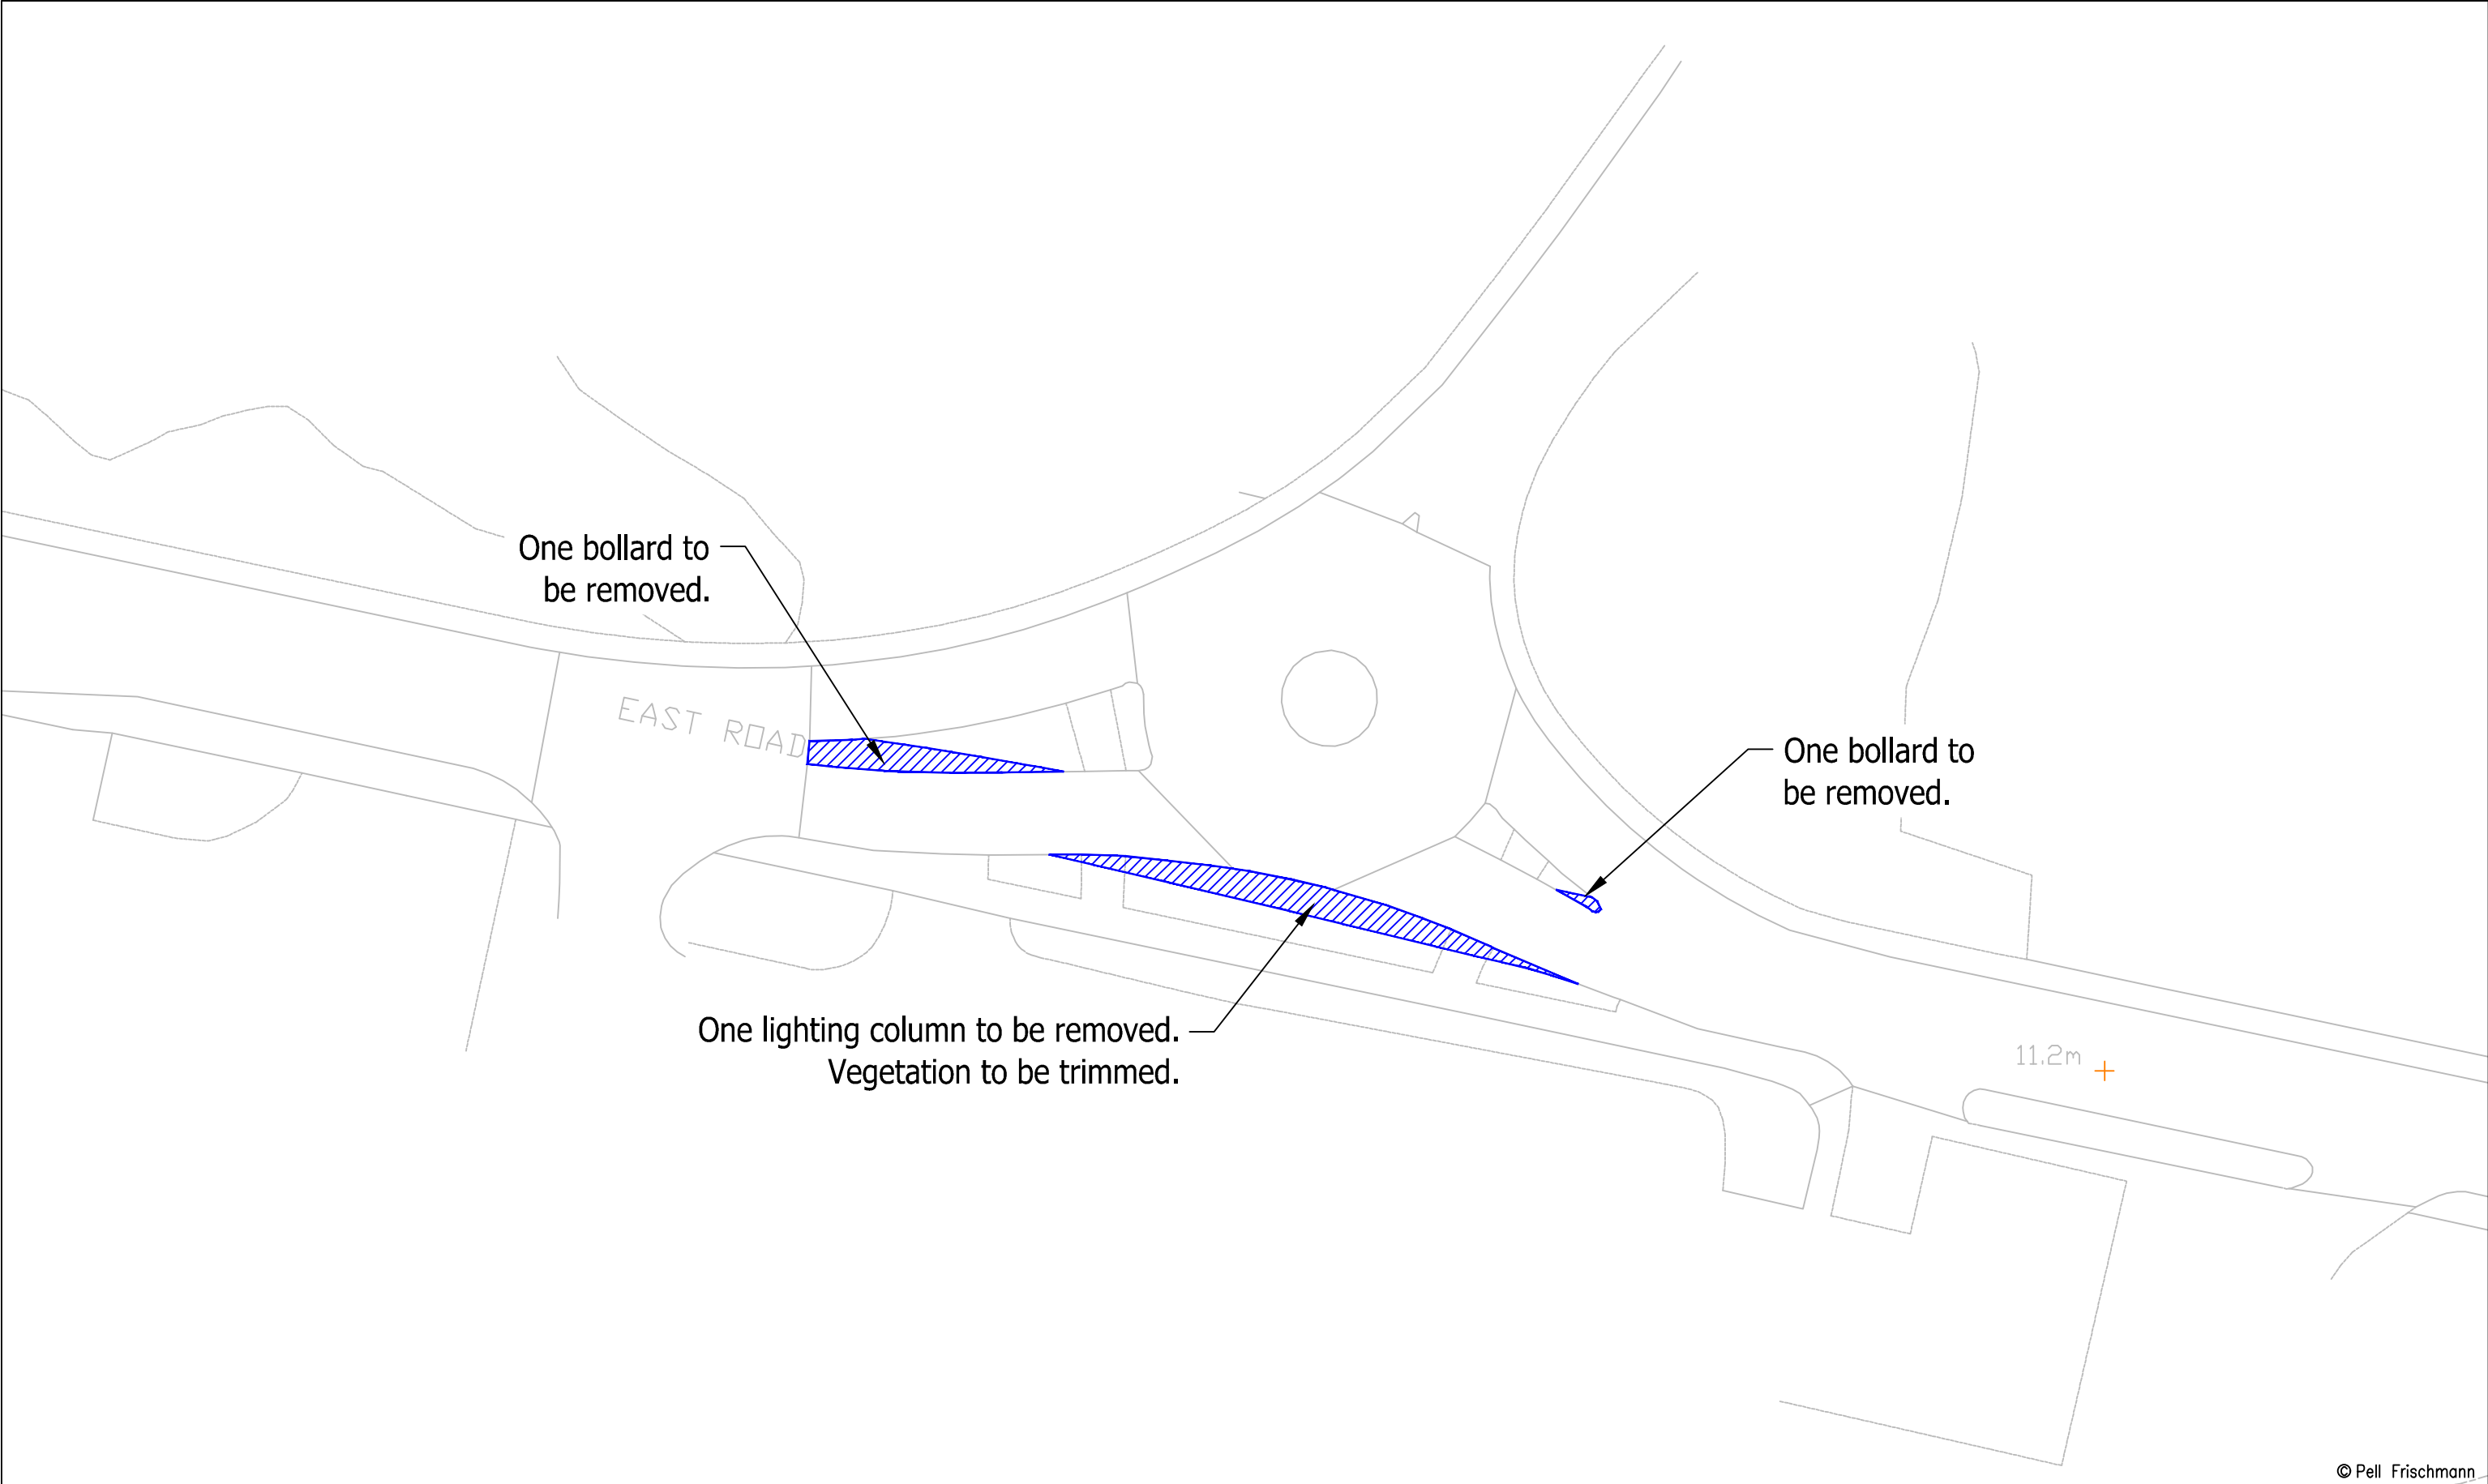 One bollard to
be removed.
EAST ROAD
One bollard to
be removed.
One lighting column to be removed.
Vegetation to be trimmed.
11.2m
© Pell Frischmann